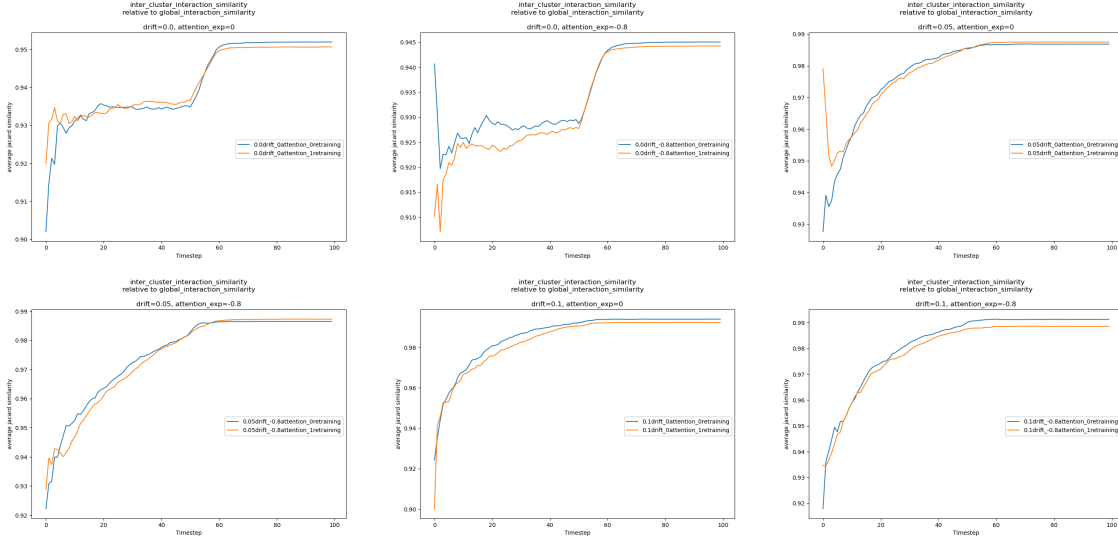 inter_cluster_interaction_similarity
relative to global_interaction_similarity
drift=0.0, attention_exp=0
average jacard similarity
0.95
0.94
0.93
0.92
0.91
0.90
0.0drift_0attention_0retraining
0.0drift_0attention_1retraining
0 20 40 60 80 100
Timestep
inter_cluster_interaction_similarity
relative to global_interaction_similarity
drift=0.0, attention_exp=-0.8
average jacard similarity
0.945
0.940
0.935
0.930
0.925
0.920
0.915
0.910
0.0drift_-0.8attention_0retraining
0.0drift_-0.8attention_1retraining
0 20 40 60 80 100
Timestep
inter_cluster_interaction_similarity
relative to global_interaction_similarity
drift=0.05, attention_exp=0
average jacard similarity
0.98
0.97
0.96
0.95
0.94
0.93
0.05drift_0attention_0retraining
0.05drift_0attention_1retraining
0 20 40 60 80 100
Timestep
inter_cluster_interaction_similarity
relative to global_interaction_similarity
drift=0.05, attention_exp=-0.8
average jacard similarity
0.99
0.98
0.97
0.96
0.95
0.94
0.93
0.92
0.05drift_-0.8attention_0retraining
0.05drift_-0.8attention_1retraining
0 20 40 60 80 100
Timestep
inter_cluster_interaction_similarity
relative to global_interaction_similarity
drift=0.1, attention_exp=0
average jacard similarity
0.98
0.96
0.94
0.92
0.90
0.1drift_0attention_0retraining
0.1drift_0attention_1retraining
0 20 40 60 80 100
Timestep
inter_cluster_interaction_similarity
relative to global_interaction_similarity
drift=0.1, attention_exp=-0.8
average jacard similarity
0.99
0.98
0.97
0.96
0.95
0.94
0.93
0.92
0.1drift_-0.8attention_0retraining
0.1drift_-0.8attention_1retraining
0 20 40 60 80 100
Timestep